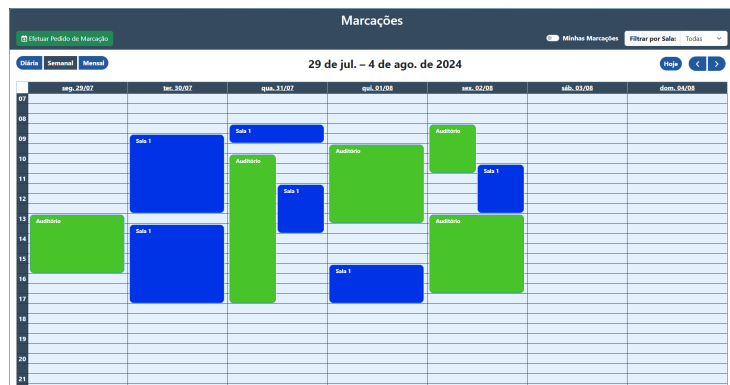 Marcações
Efetuar Pedido de Marcação
Minhas Marcações
Filtrar por Sala: Todas
Diária Semanal Mensal
29 de jul. – 4 de ago. de 2024
Hoje
seg. 29/07 ter. 30/07 qua. 31/07 qui. 01/08 sex. 02/08 sáb. 03/08 dom. 04/08
07
08
Sala 1 Auditório
09
Sala 1
Auditório
10
Auditório
Sala 1
11
Sala 1
12
13
Auditório Auditório
Sala 1
14
15
Sala 1
16
17
18
19
20
21